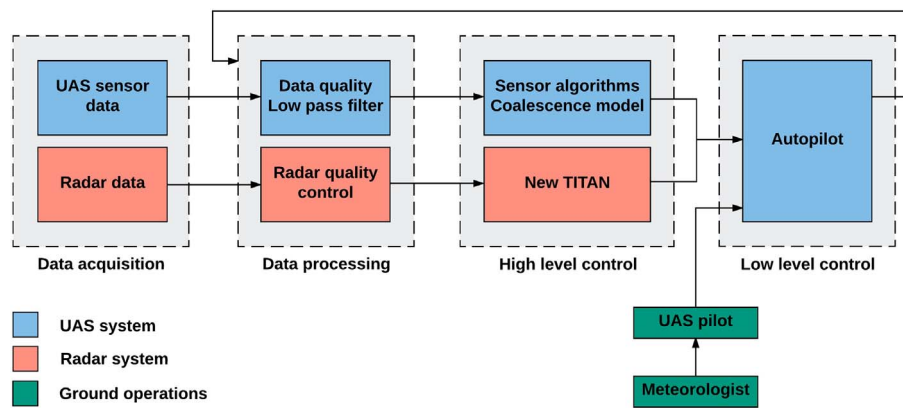 UAS sensor
data
Data quality
Low pass filter
Sensor algorithms
Coalescence model
Autopilot
Radar data
Radar quality
control
New TITAN
Data acquisition
Data processing
High level control
Low level control
UAS system
Radar system
Ground operations
UAS pilot
Meteorologist